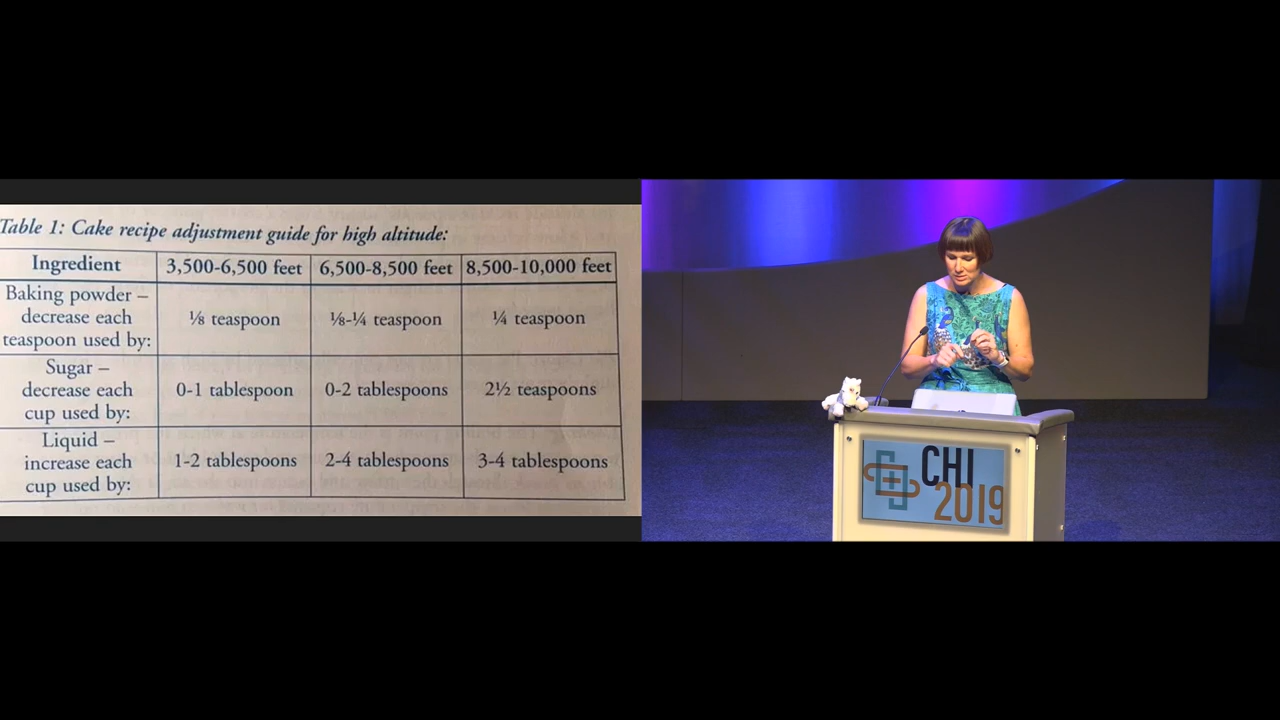 Table 1: Cake recipe adjustment guide for high altitude:
Ingredient 3,500-6,500 feet 6,500-8,500 feet 8,500-10,000 feet
Baking powder –
decrease each
teaspoon used by:
⅛ teaspoon ⅛-¼ teaspoon ¼ teaspoon
Sugar –
decrease each
cup used by:
0-1 tablespoon 0-2 tablespoons 2½ teaspoons
Liquid –
increase each
cup used by:
1-2 tablespoons 2-4 tablespoons 3-4 tablespoons
CHI
2019